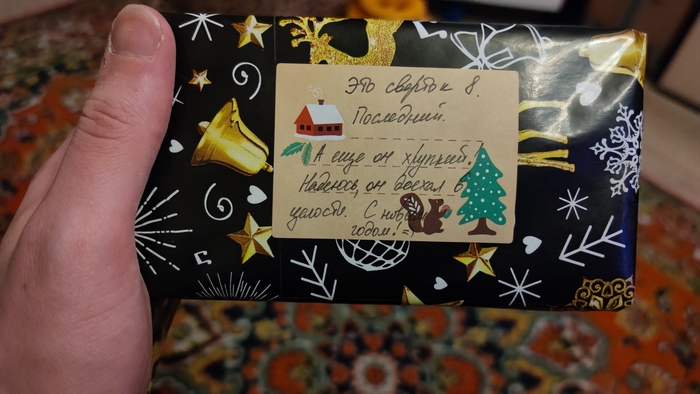 Это сверток 8.
Последний.
А еще он хрупкий!
Надеюсь, он доехал в
целости. С новым
годом! =)